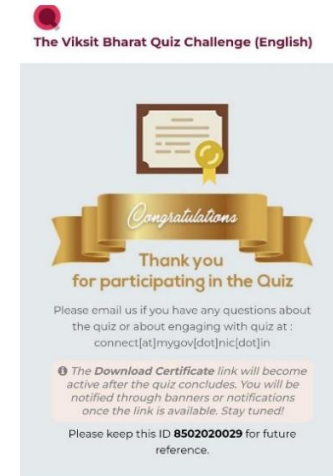 The Viksit Bharat Quiz Challenge (English)
Congratulations
Thank you
for participating in the Quiz
Please email us if you have any questions about
the quiz or about engaging with quiz at :
connect[at]mygov[dot]nic[dot]in
The Download Certificate link will become
active after the quiz concludes. You will be
notified through banners or notifications
once the link is available. Stay tuned!
Please keep this ID 8502020029 for future
reference.